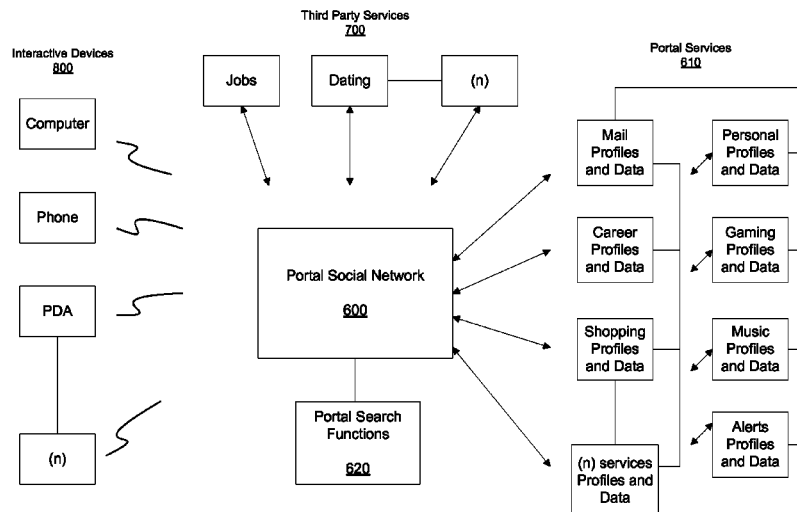 Third Party Services
700
Interactive Devices
800
Portal Services
610
Jobs
Dating
(n)
Computer
Phone
PDA
(n)
Portal Social Network
600
Portal Search
Functions
620
Mail
Profiles
and Data
Personal
Profiles
and Data
Career
Profiles
and Data
Gaming
Profiles
and Data
Shopping
Profiles
and Data
Music
Profiles
and Data
(n) services
Profiles and
Data
Alerts
Profiles
and Data